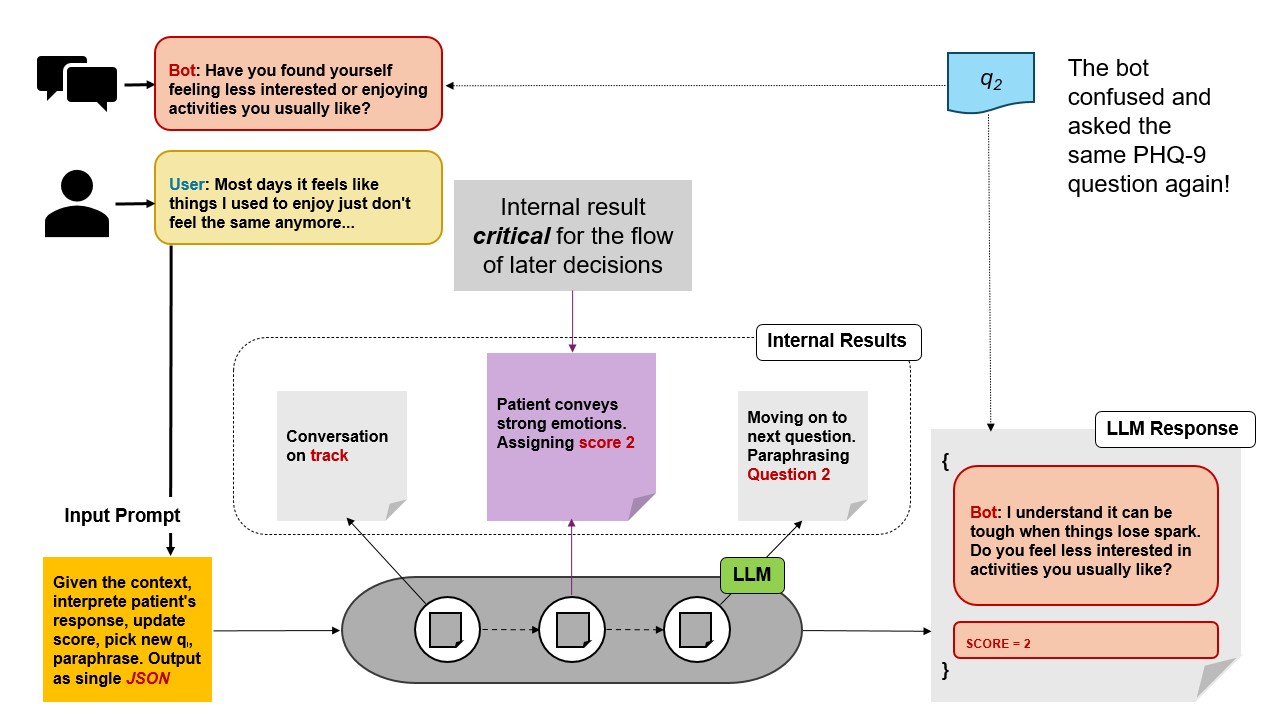 Bot: Have you found yourself
feeling less interested or enjoying
activities you usually like?
q2
The bot
confused and
asked the
same PHQ-9
question again!
User: Most days it feels like
things I used to enjoy just don't
feel the same anymore...
Internal result
critical for the flow
of later decisions
Internal Results
Conversation
on track
Patient conveys
strong emotions.
Assigning score 2
Moving on to
next question.
Paraphrasing
Question 2
LLM Response
{
Bot: I understand it can be
tough when things lose spark.
Do you feel less interested in
activities you usually like?
SCORE = 2
}
Input Prompt
Given the context,
interprete patient's
response, update
score, pick new qi,
paraphrase. Output
as single JSON
LLM